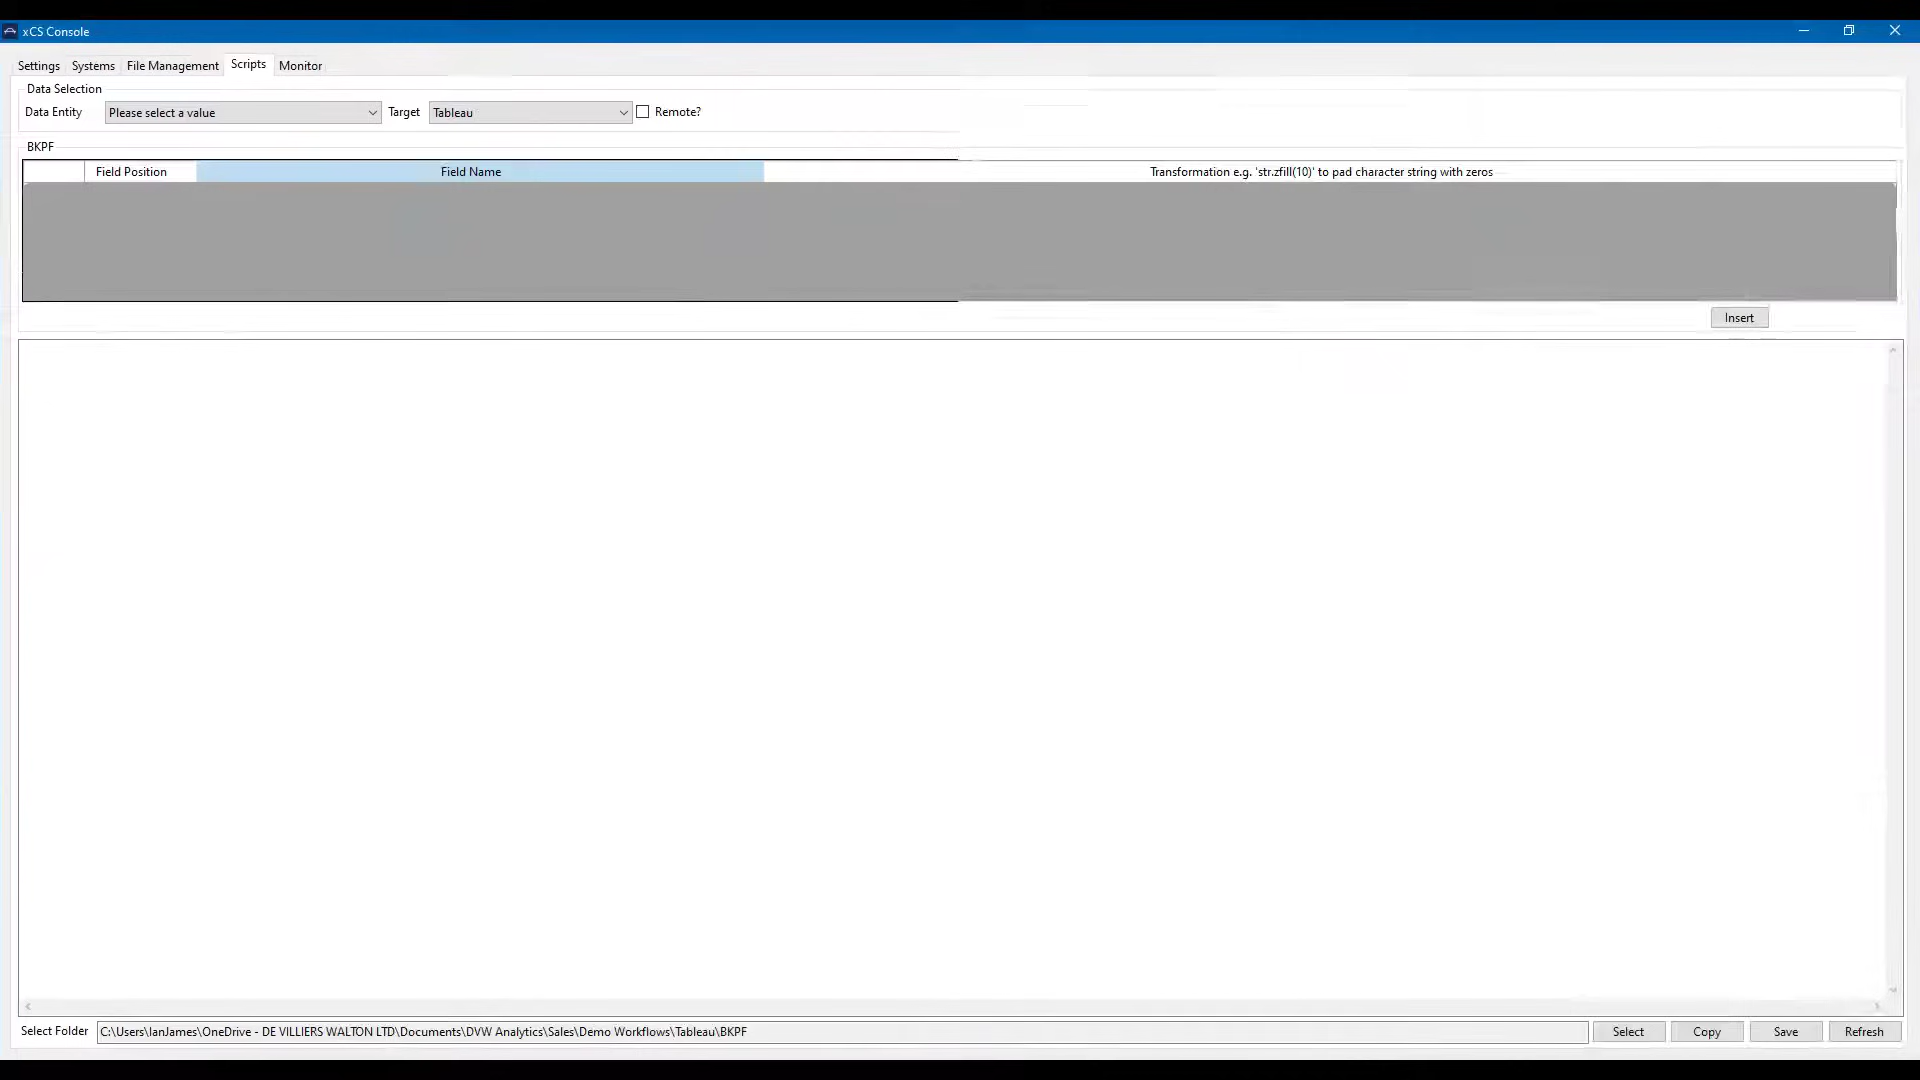 xCS Console
Settings Systems File Management Scripts Monitor
Data Selection
Data Entity Please select a value Target Tableau Remote?
BKPF
Field Position Field Name Transformation e.g. 'str.zfill(10)' to pad character string with zeros
Insert
Select Folder C:\Users\IanJames\OneDrive - DE VILLIERS WALTON LTD\Documents\DVW Analytics\Sales\Demo Workflows\Tableau\BKPF Select Copy Save Refresh